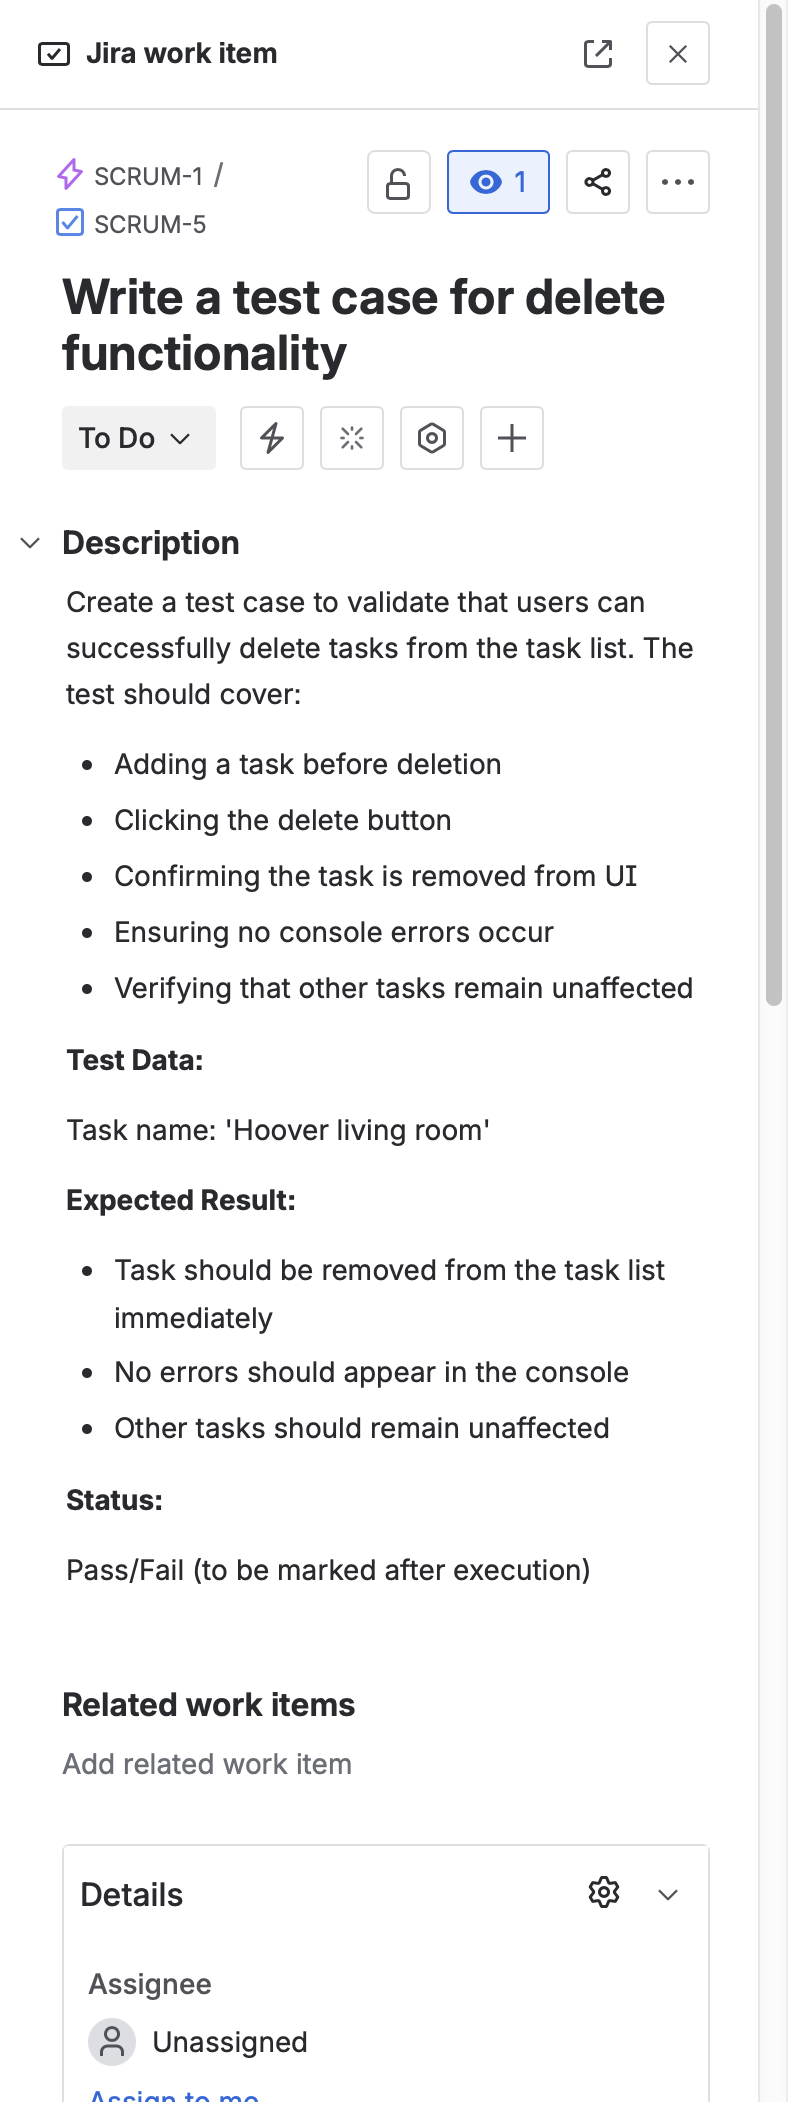 Jira work item
SCRUM-1 /
1
SCRUM-5
Write a test case for delete
functionality
To Do
Description
Create a test case to validate that users can
successfully delete tasks from the task list. The
test should cover:
Adding a task before deletion
Clicking the delete button
Confirming the task is removed from UI
Ensuring no console errors occur
Verifying that other tasks remain unaffected
Test Data:
Task name: 'Hoover living room'
Expected Result:
Task should be removed from the task list
immediately
No errors should appear in the console
Other tasks should remain unaffected
Status:
Pass/Fail (to be marked after execution)
Related work items
Add related work item
Details
Assignee
Unassigned
Assign to me